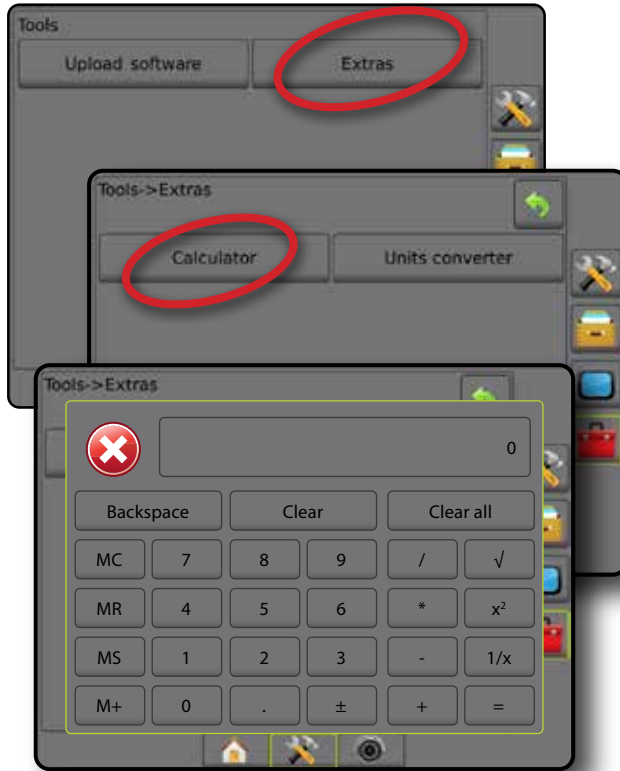 Tools
Upload software Extras
Tools->Extras
Calculator Units converter
Tools->Extras
0
Backspace Clear Clear all
MC 7 8 9 / √
MR 4 5 6 * x²
MS 1 2 3 - 1/x
M+ 0 . ± + =